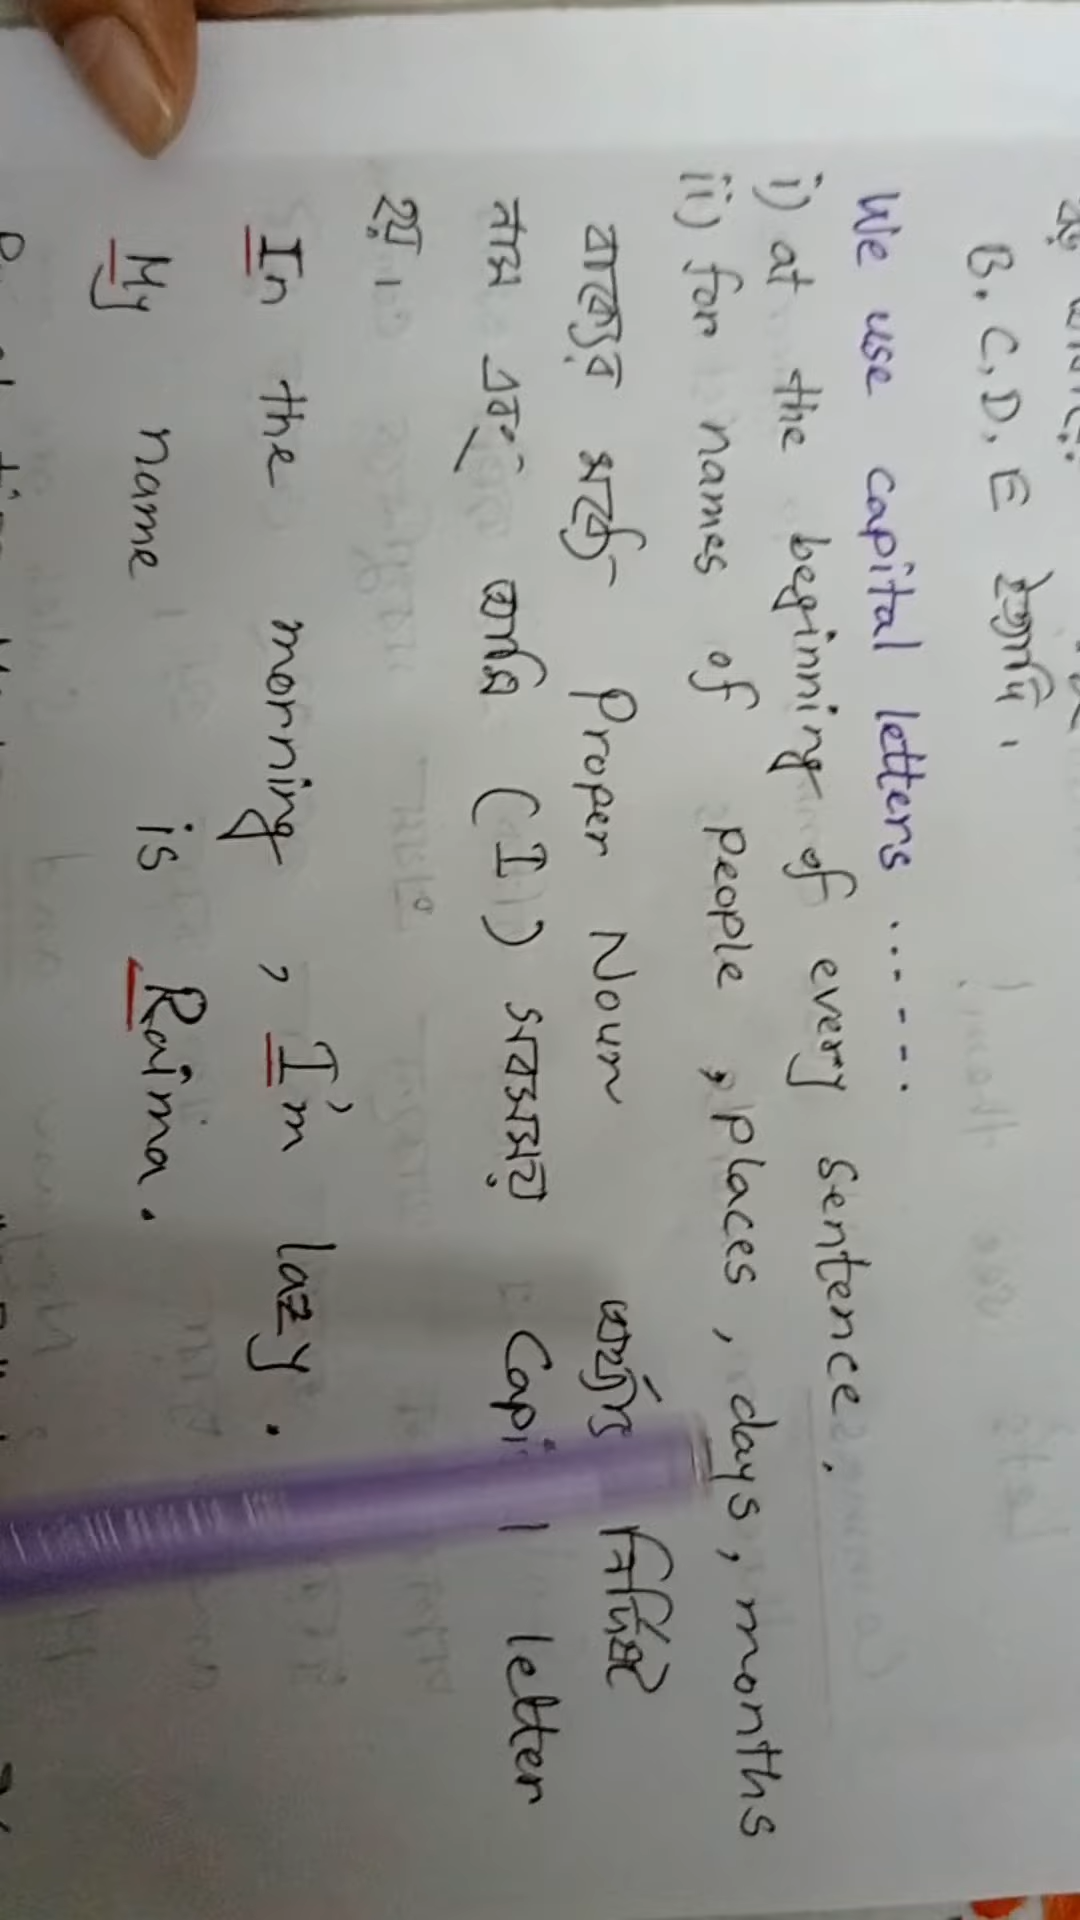 B, C, D, E ইত্যাদি ।
We use capital letters ......
i) at the beginning of every sentence.
ii) for names of people, places, days, months
বাক্যের মধ্যে Proper Noun অর্থাৎ নির্দিষ্ট
নাম এবং আমি (I) সবসময় letter
হয় ।
In the morning, I'm lazy.
My name is Raima.